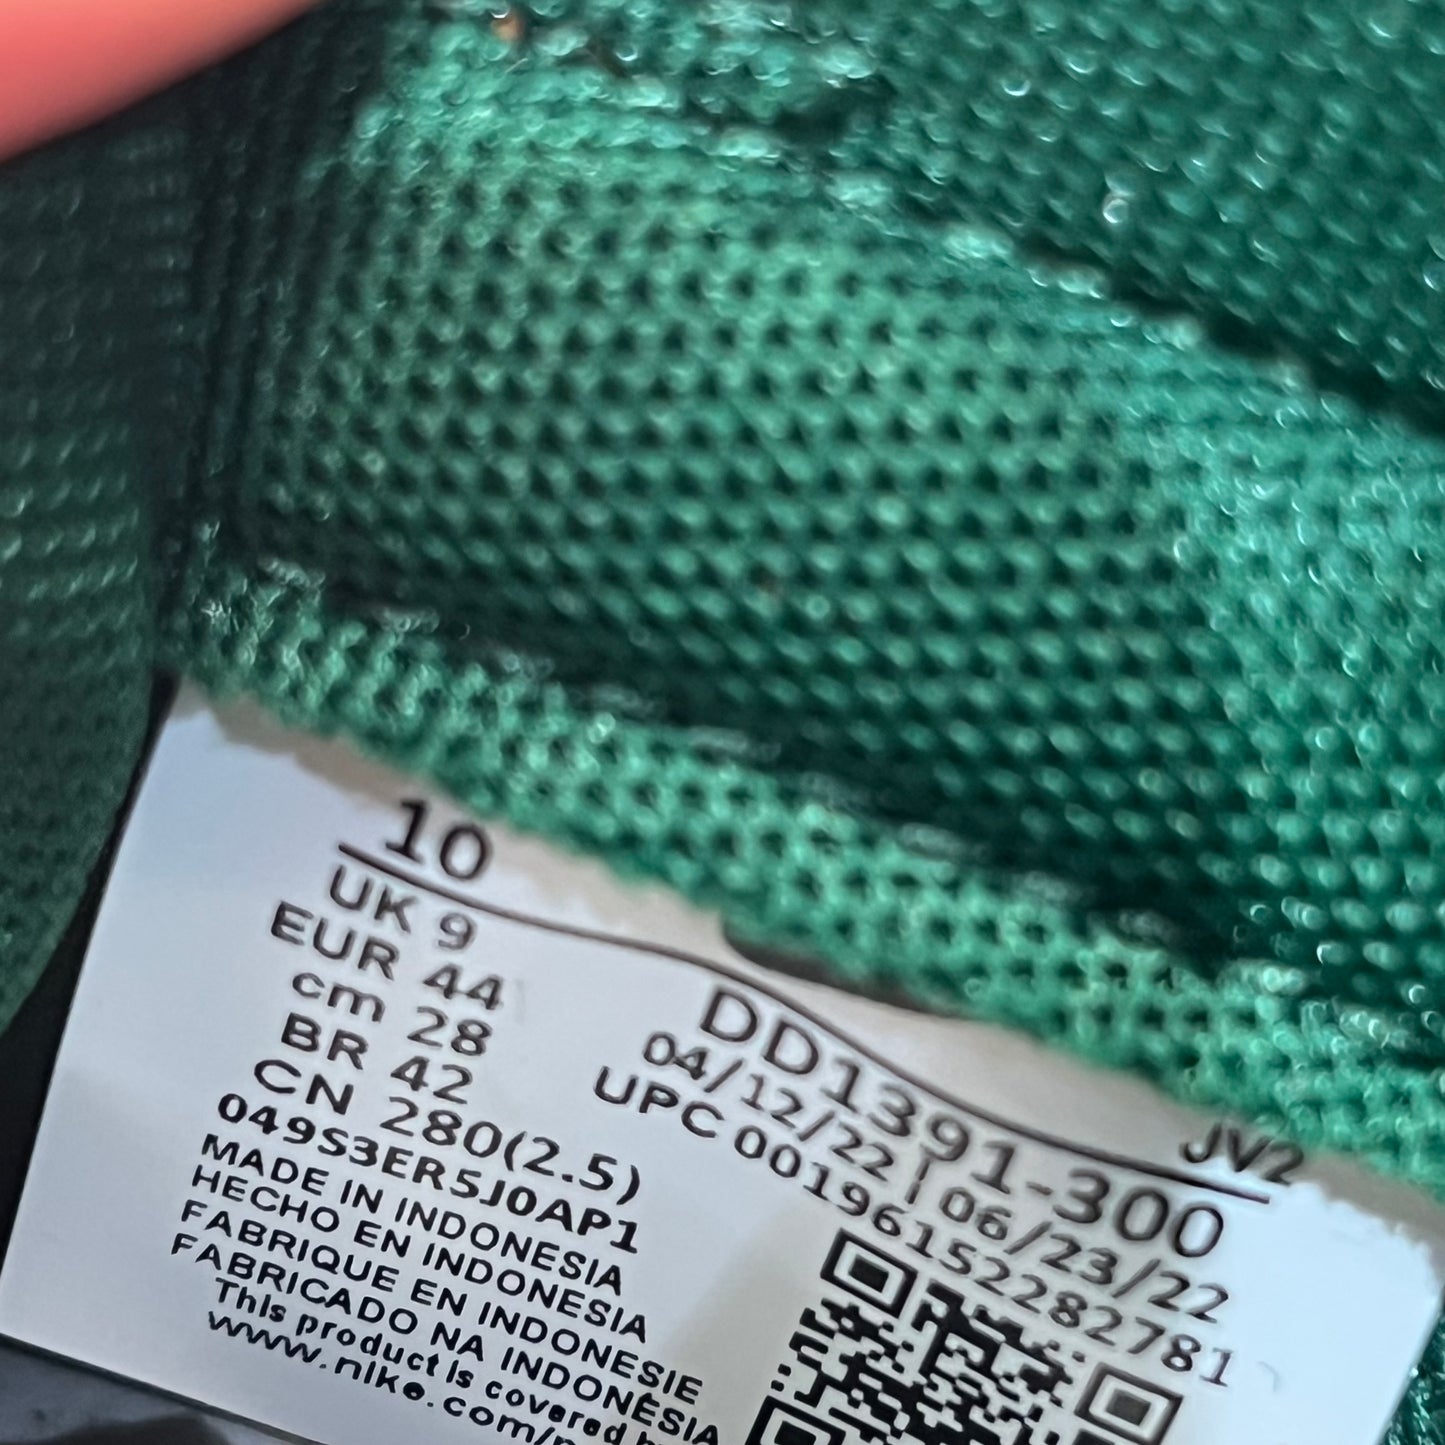 10
UK 9
EUR 44
cm 28
BR 42
CN 280(2.5)
049S3ER5J0AP1
MADE IN INDONESIA
HECHO EN INDONESIA
FABRIQUE EN INDONESIE
FABRICADO NA INDONÉSIA
This product is covered
www.nike.com/
JV2
DD1391-300
04/12/22 | 06/23/22
UPC 00196152282781